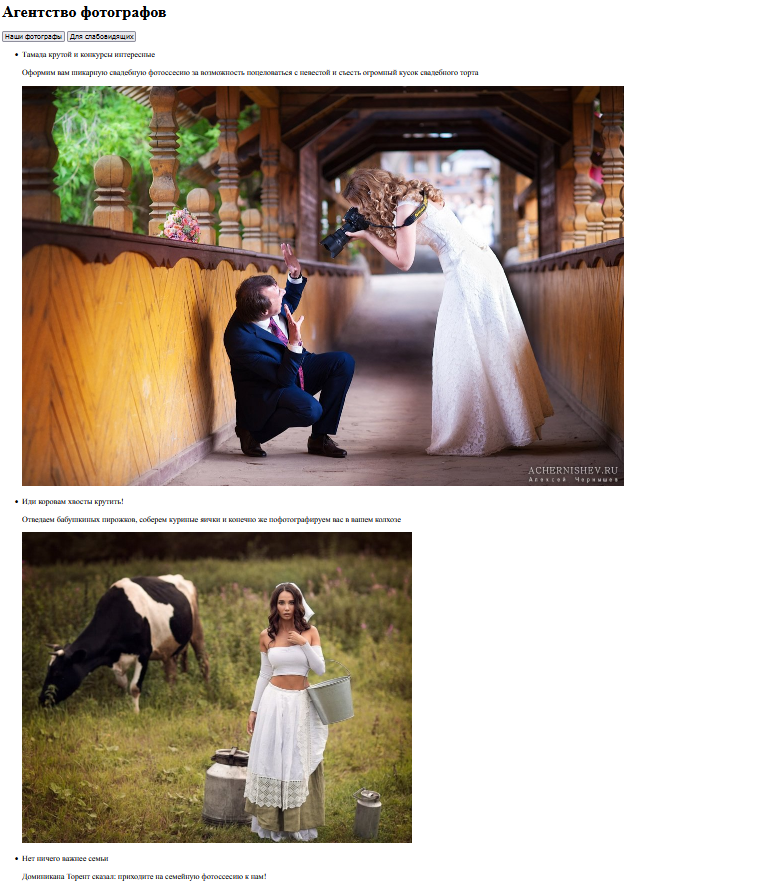 Агентство фотографов
Наши фотографы Для слабовидящих
Тамада крутой и конкурсы интересные
Оформим вам шикарную свадебную фотоссесию за возможность поцеловаться с невестой и съесть огромный кусок свадебного торта
ACHERNISHEV.RU
Алексей Чернышев
Иди коровам хвосты крутить!
Отведаем бабушкиных пирожков, соберем куриные яички и конечно же пофотографируем вас в вашем колхозе
Нет ничего важнее семьи
Доминикана Торент сказал: приходите на семейную фотоссесию к нам!